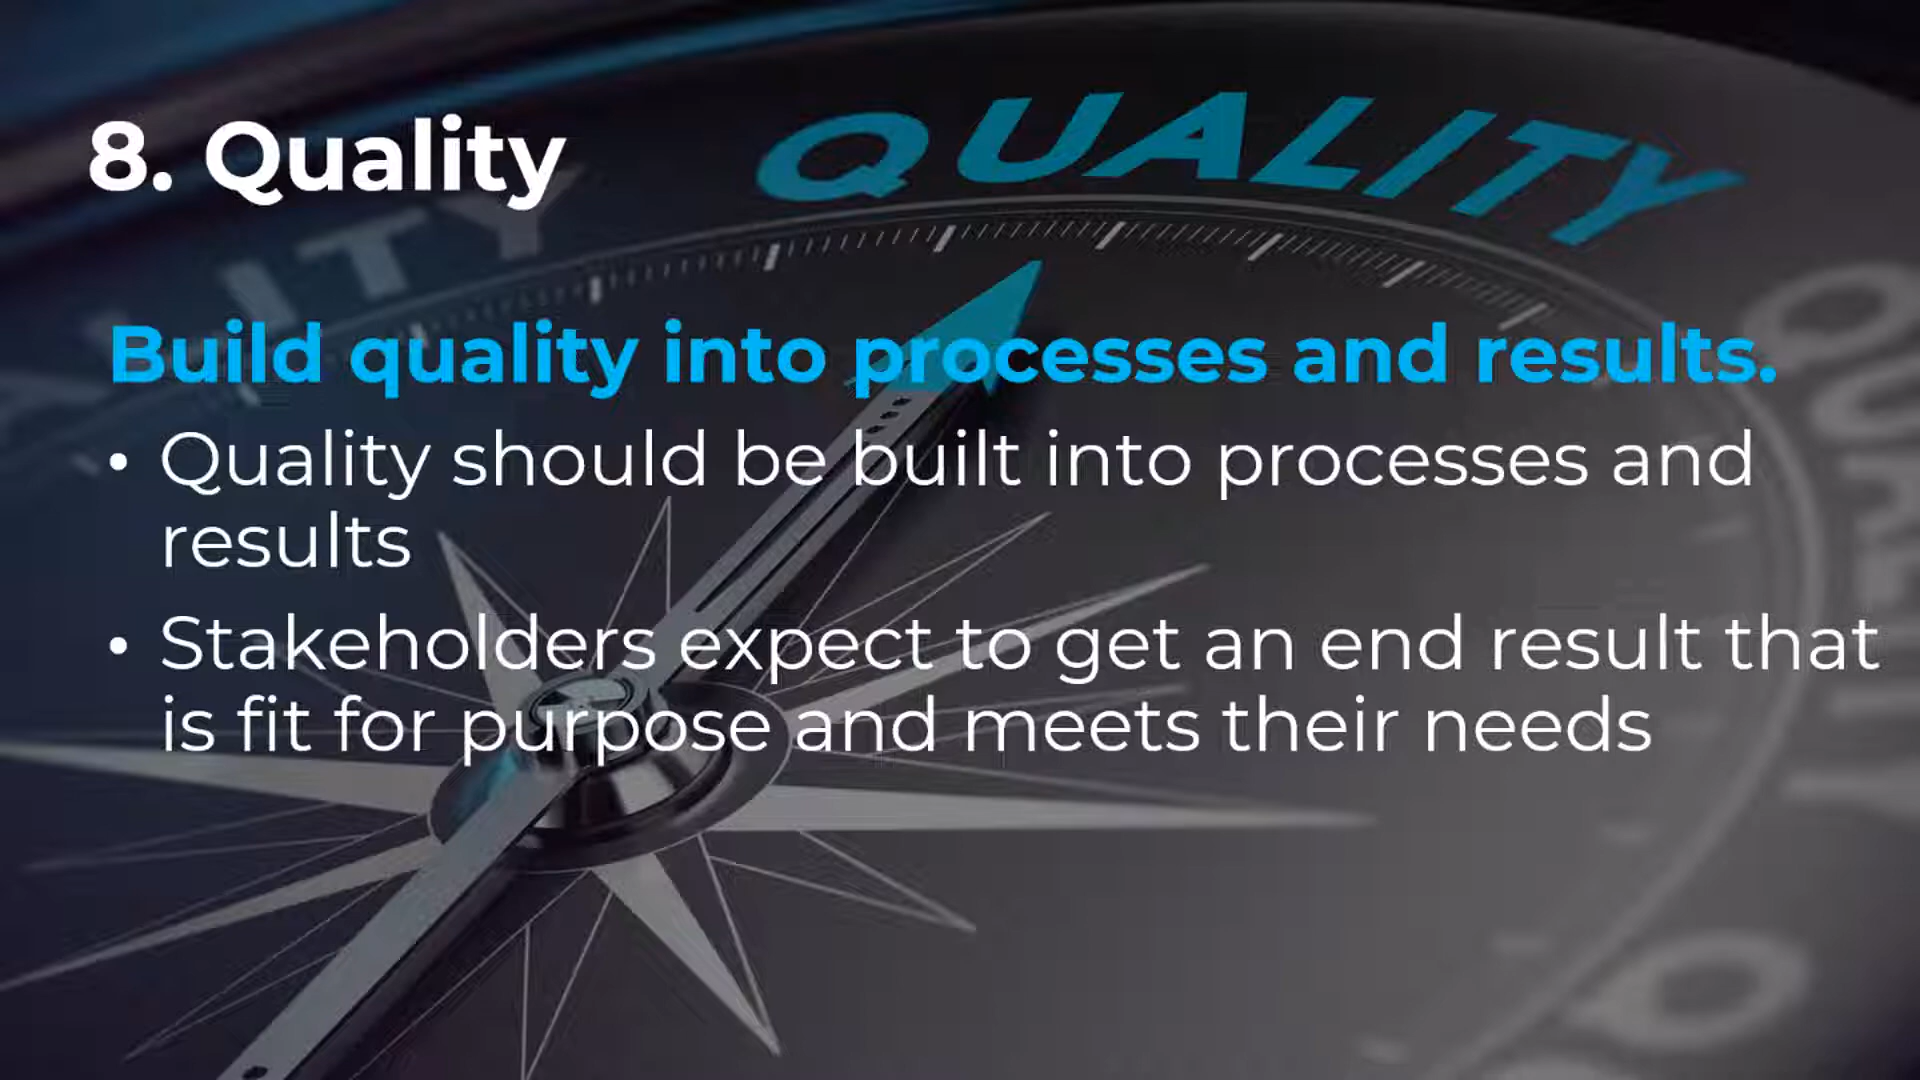 8. Quality
QUALITY
Build quality into processes and results.
• Quality should be built into processes and
results
• Stakeholders expect to get an end result that
is fit for purpose and meets their needs